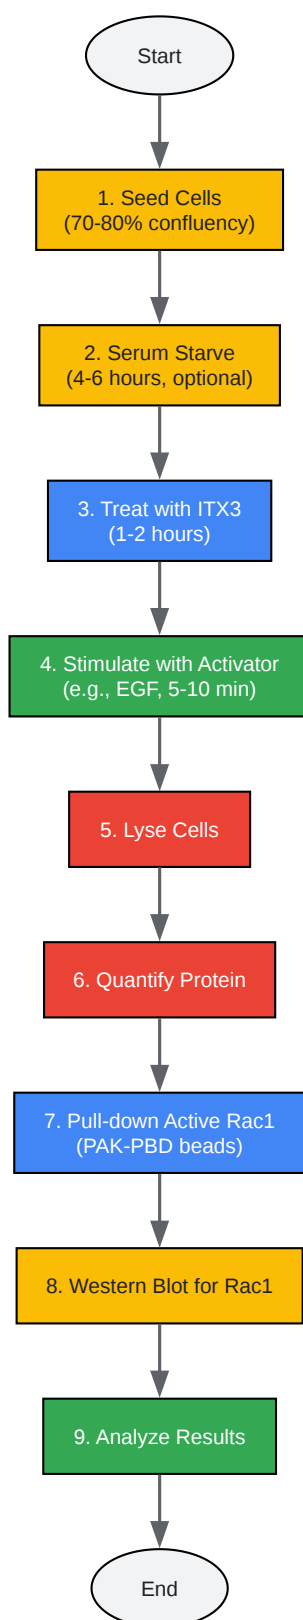 Start
1. Seed Cells
(70-80% confluency)
2. Serum Starve
(4-6 hours, optional)
3. Treat with ITX3
(1-2 hours)
4. Stimulate with Activator
(e.g., EGF, 5-10 min)
5. Lyse Cells
6. Quantify Protein
7. Pull-down Active Rac1
(PAK-PBD beads)
8. Western Blot for Rac1
9. Analyze Results
End